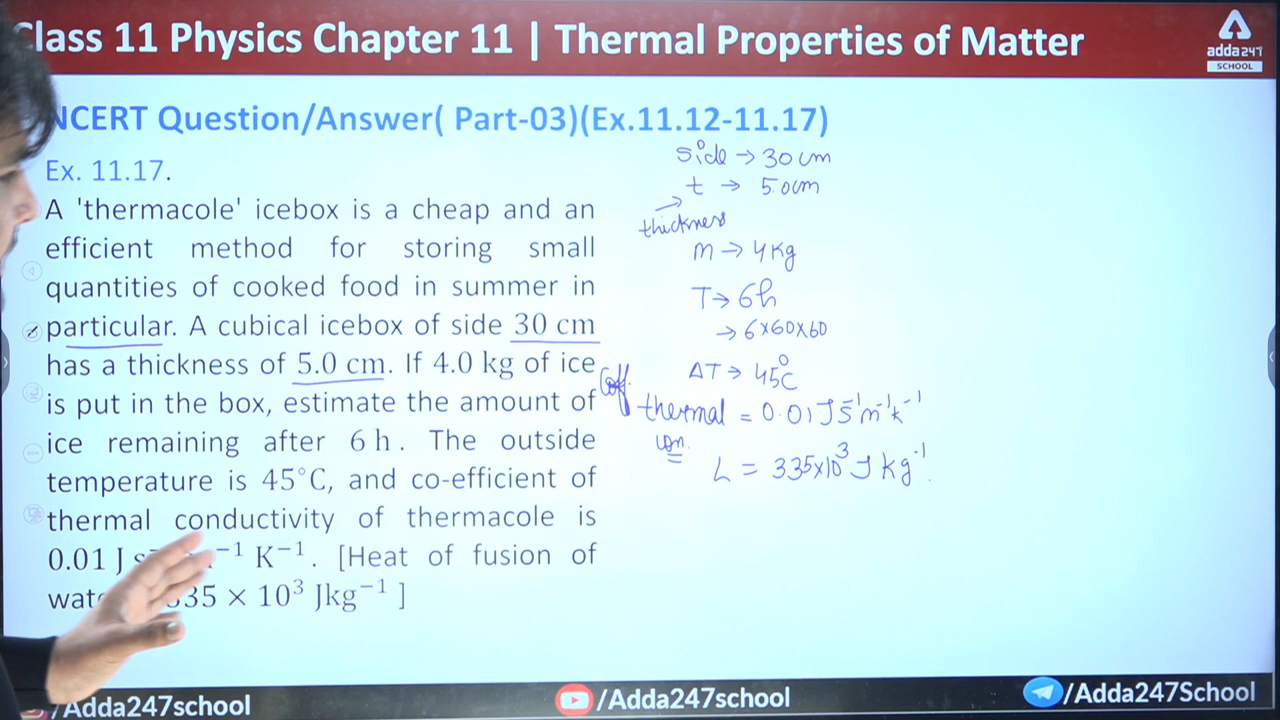 Class 11 Physics Chapter 11 | Thermal Properties of Matter
adda247
SCHOOL
NCERT Question/Answer( Part-03)(Ex.11.12-11.17)
Ex. 11.17.
A 'thermacole' icebox is a cheap and an
efficient method for storing small
quantities of cooked food in summer in
particular. A cubical icebox of side 30 cm
has a thickness of 5.0 cm. If 4.0 kg of ice
is put in the box, estimate the amount of
ice remaining after 6 h. The outside
temperature is 45°C, and co-efficient of
thermal conductivity of thermacole is
0.01 J s⁻¹ K⁻¹. [Heat of fusion of
335 × 10³ Jkg⁻¹ ]
side → 30 cm
t → 5.0cm
thickness
m → 4 kg
T → 6h
→ 6×60×60
ΔT → 45°C
Coff. thermal = 0.01 J S⁻¹ m⁻¹ k⁻¹
con.
L = 335×10³ J kg⁻¹.
/Adda247school
/Adda247school
/Adda247School